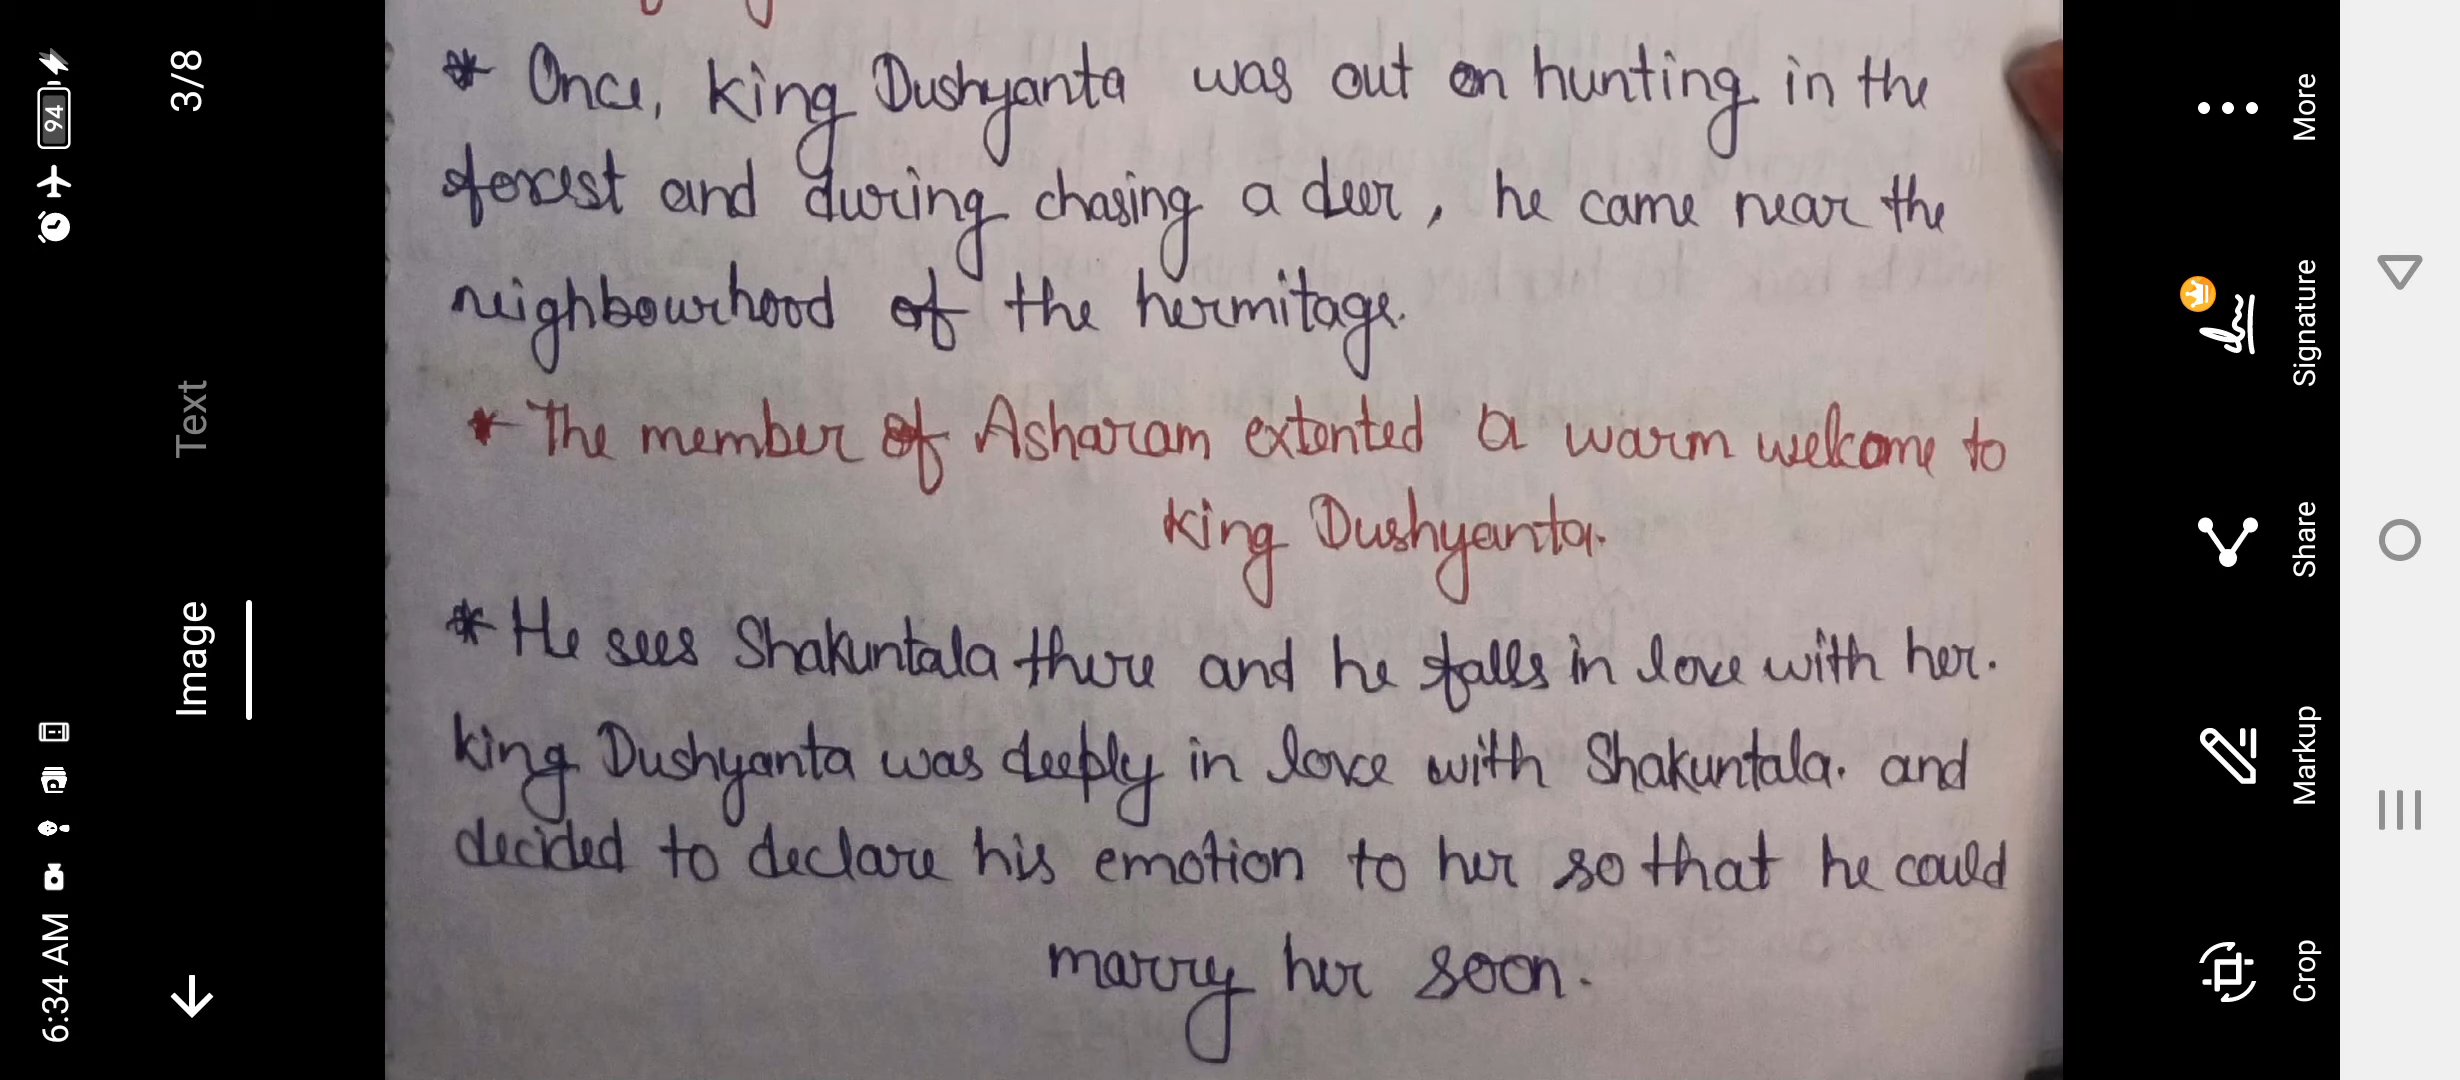 * Once, king Dushyanta was out on hunting in the
forest and during chasing a deer, he came near the
neighbourhood of the hermitage.
* The member of Asharam extented a warm welcome to
king Dushyanta.
* He sees Shakuntala there and he falls in love with her.
king Dushyanta was deeply in love with Shakuntala. and
decided to declare his emotion to her so that he could
marry her soon.
6:34 AM
94
Image
Text
3/8
Crop
Markup
Share
Signature
More